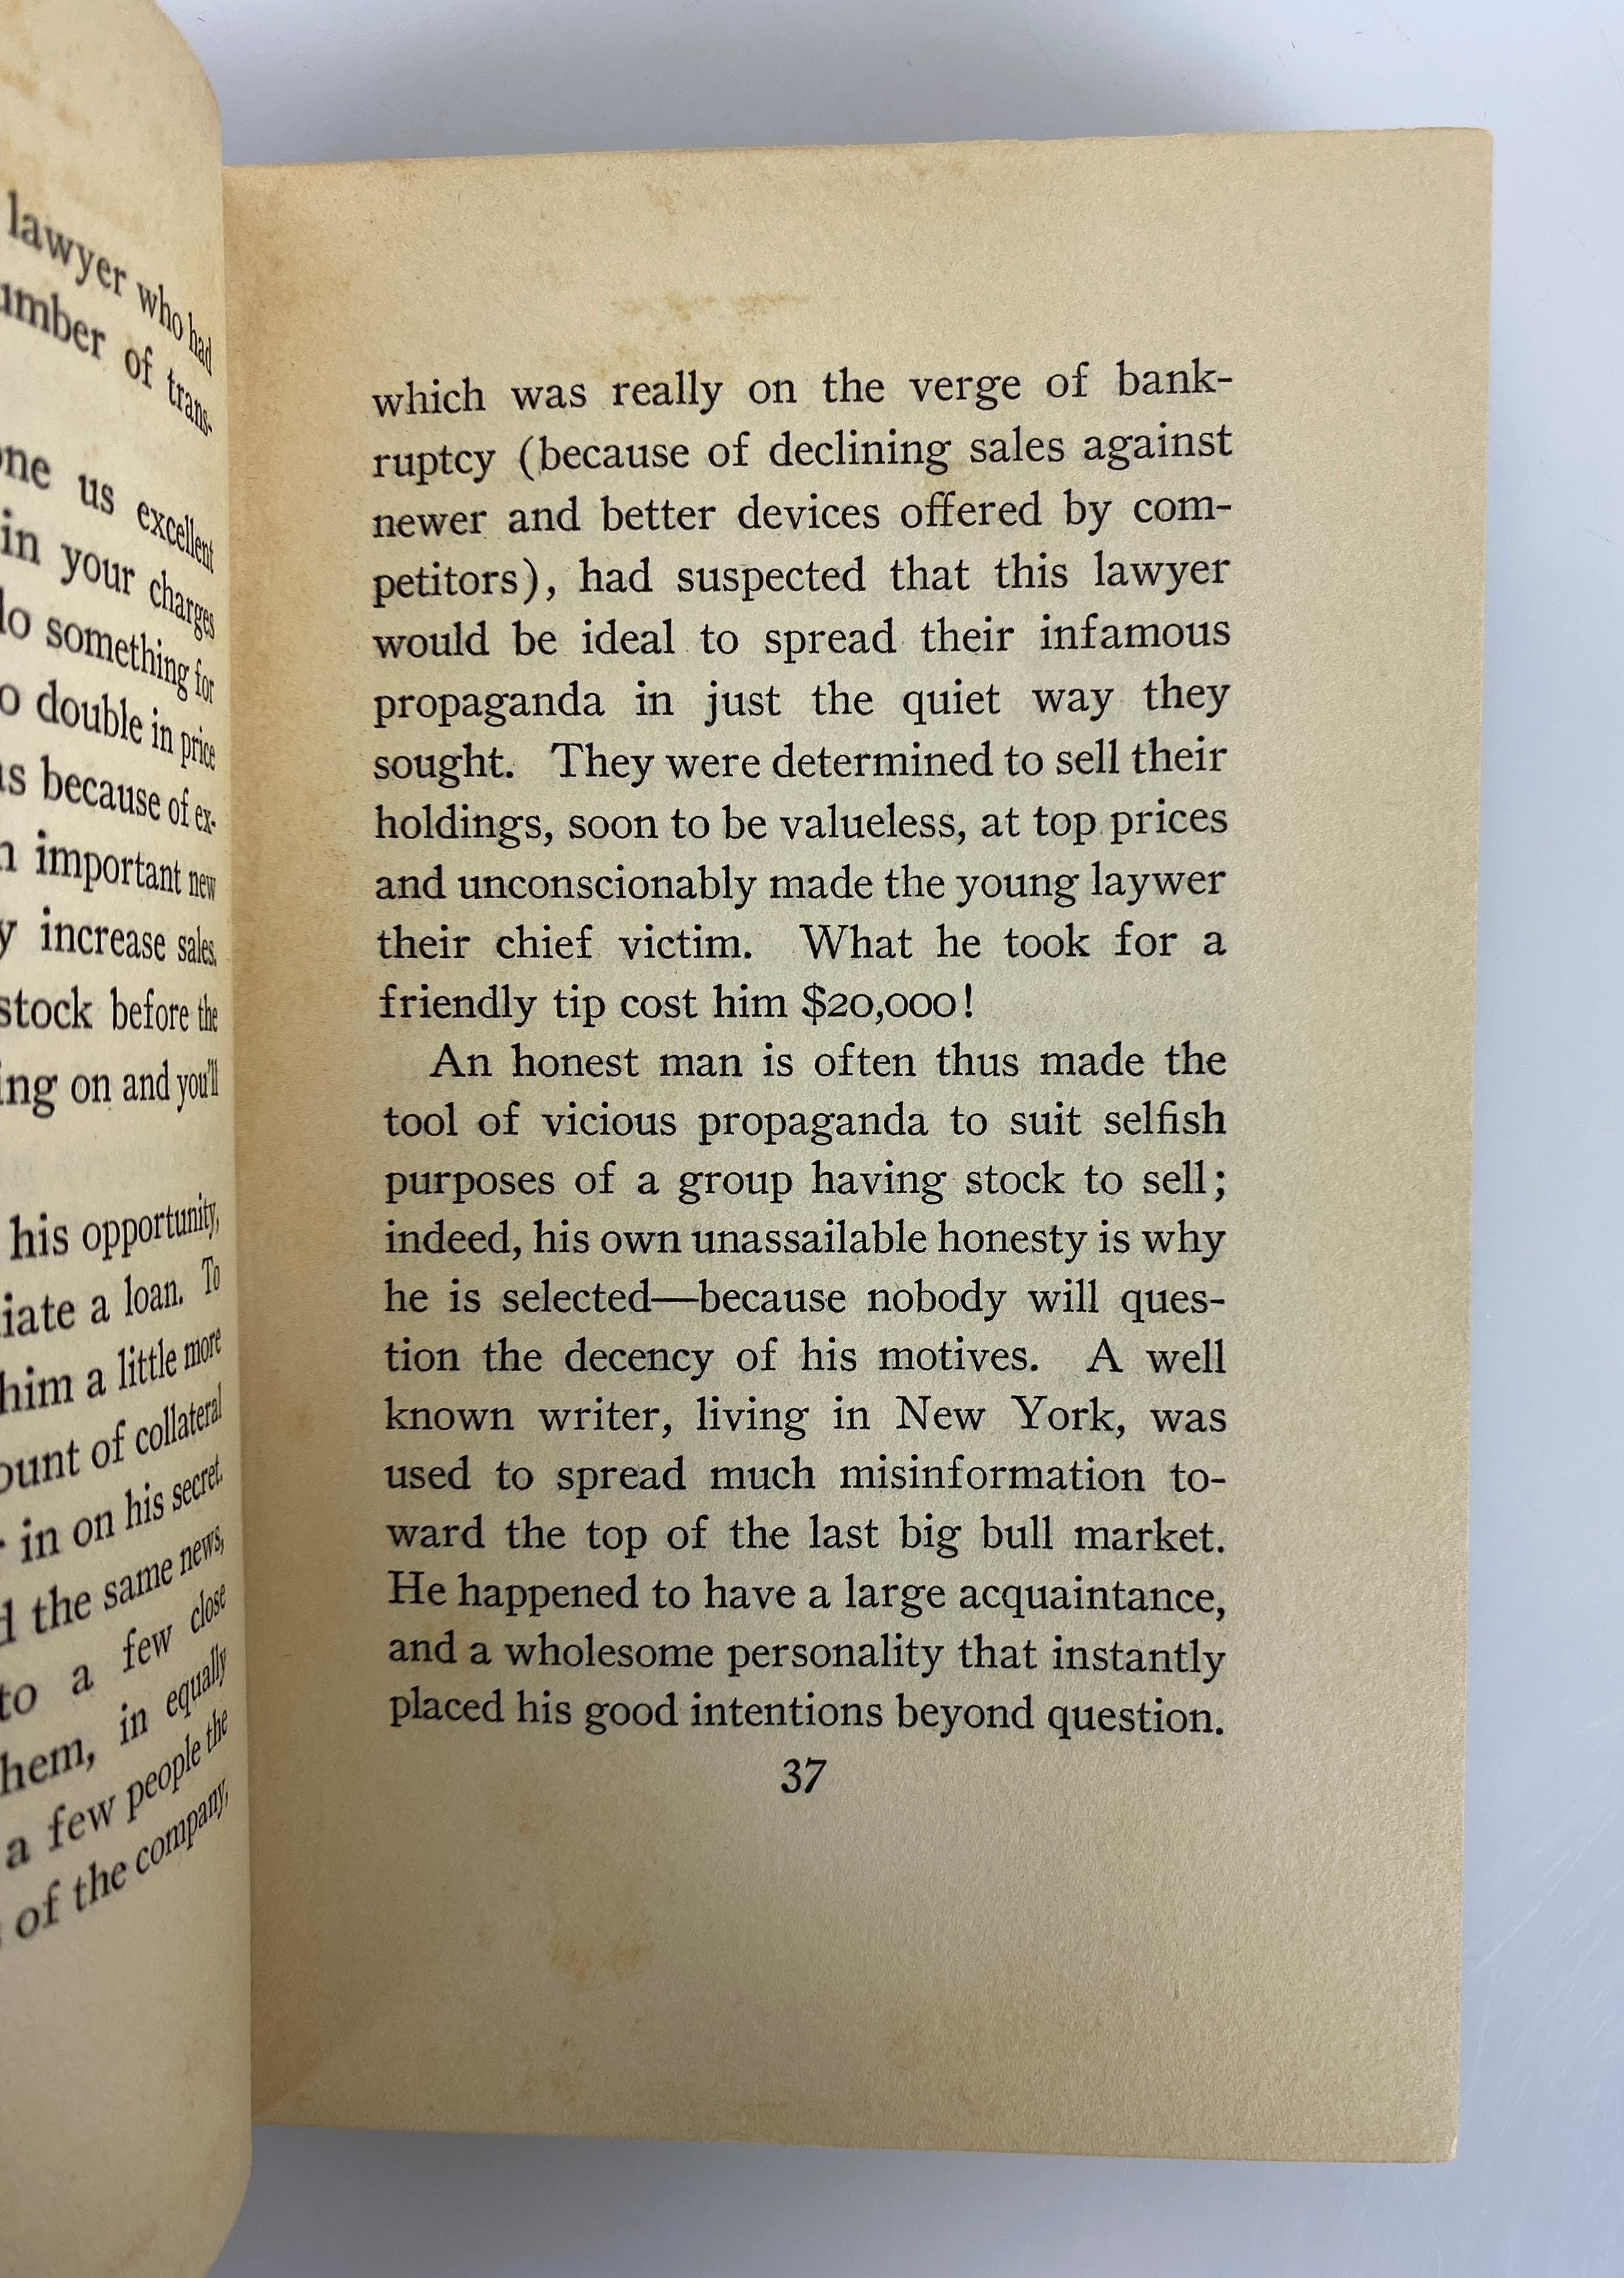 lawyer who had
of trans-
us excellent
in your charges
something for
double in price
because of ex-
important new
increase sales.
stock before the
on and you'll
his opportunity,
a loan. To
him a little more
of collateral
in on his secret.
the same news,
to a few close
in equally
a few people the
of the company,
which was really on the verge of bank-
ruptcy (because of declining sales against
newer and better devices offered by com-
petitors), had suspected that this lawyer
would be ideal to spread their infamous
propaganda in just the quiet way they
sought. They were determined to sell their
holdings, soon to be valueless, at top prices
and unconscionably made the young laywer
their chief victim. What he took for a
friendly tip cost him $20,000!
An honest man is often thus made the
tool of vicious propaganda to suit selfish
purposes of a group having stock to sell;
indeed, his own unassailable honesty is why
he is selected—because nobody will ques-
tion the decency of his motives. A well
known writer, living in New York, was
used to spread much misinformation to-
ward the top of the last big bull market.
He happened to have a large acquaintance,
and a wholesome personality that instantly
placed his good intentions beyond question.
37